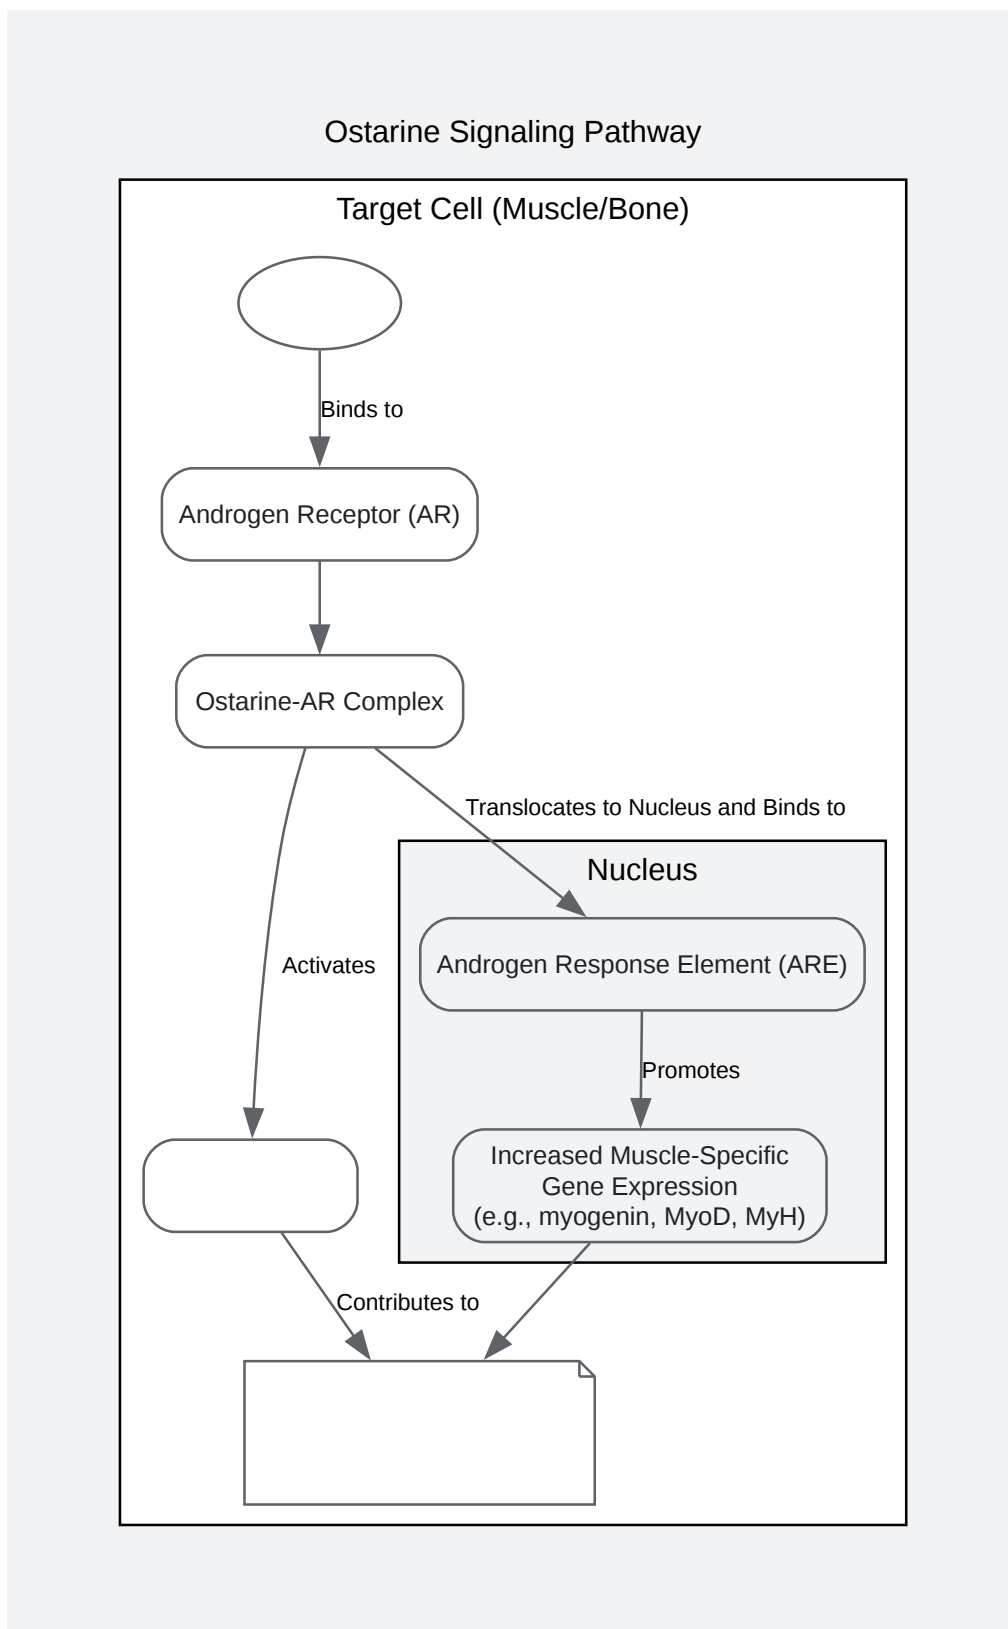 Ostarine Signaling Pathway
Target Cell (Muscle/Bone)
Binds to
Androgen Receptor (AR)
Ostarine-AR Complex
Translocates to Nucleus and Binds to
Nucleus
Activates
Androgen Response Element (ARE)
Promotes
Increased Muscle-Specific
Gene Expression
(e.g., myogenin, MyoD, MyH)
Contributes to